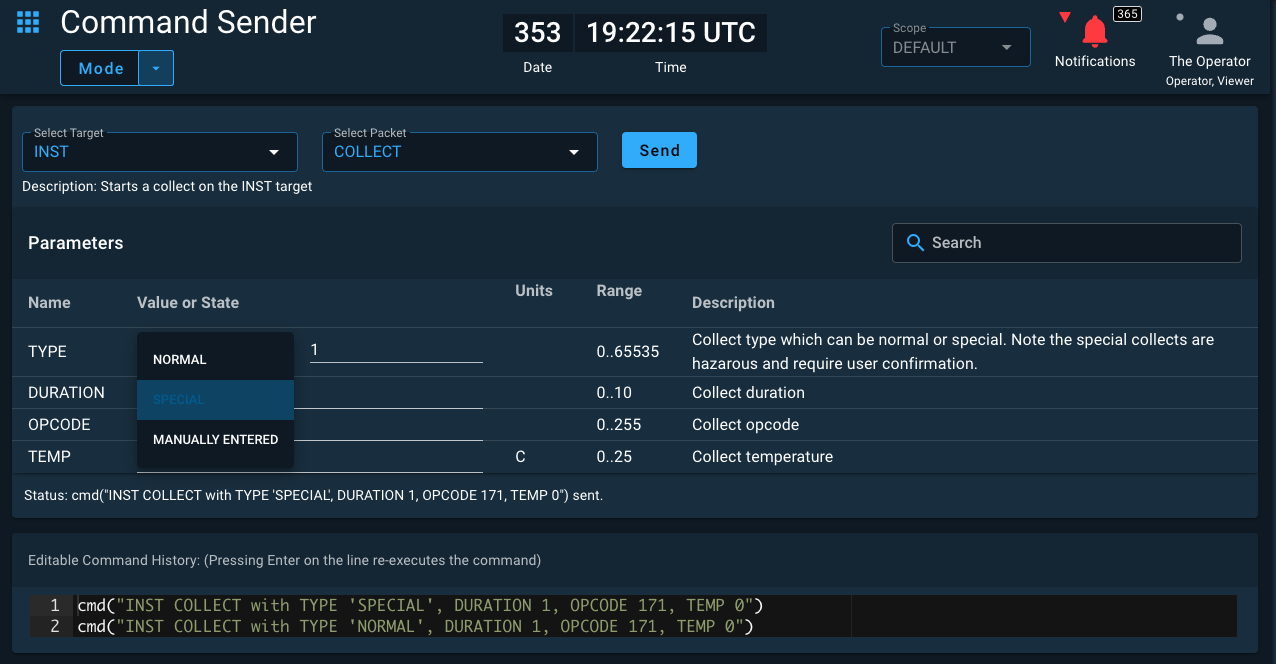 Command Sender
Mode
353
Date
19:22:15 UTC
Time
Scope
DEFAULT
365
Notifications
The Operator
Operator, Viewer
Select Target
INST
Select Packet
COLLECT
Send
Description: Starts a collect on the INST target
Parameters
Search
Name Value or State Units Range Description
TYPE 1 0..65535 Collect type which can be normal or special. Note the special collects are
hazarous and require user confirmation.
NORMAL
SPECIAL
MANUALLY ENTERED
DURATION 0..10 Collect duration
OPCODE 0..255 Collect opcode
TEMP C 0..25 Collect temperature
Status: cmd("INST COLLECT with TYPE 'SPECIAL', DURATION 1, OPCODE 171, TEMP 0") sent.
Editable Command History: (Pressing Enter on the line re-executes the command)
1 cmd("INST COLLECT with TYPE 'SPECIAL', DURATION 1, OPCODE 171, TEMP 0")
2 cmd("INST COLLECT with TYPE 'NORMAL', DURATION 1, OPCODE 171, TEMP 0")